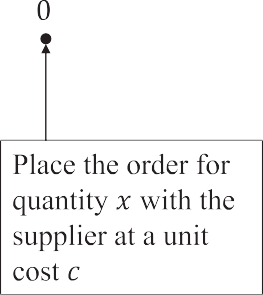 0
Place the order for
quantity x with the
supplier at a unit
cost c